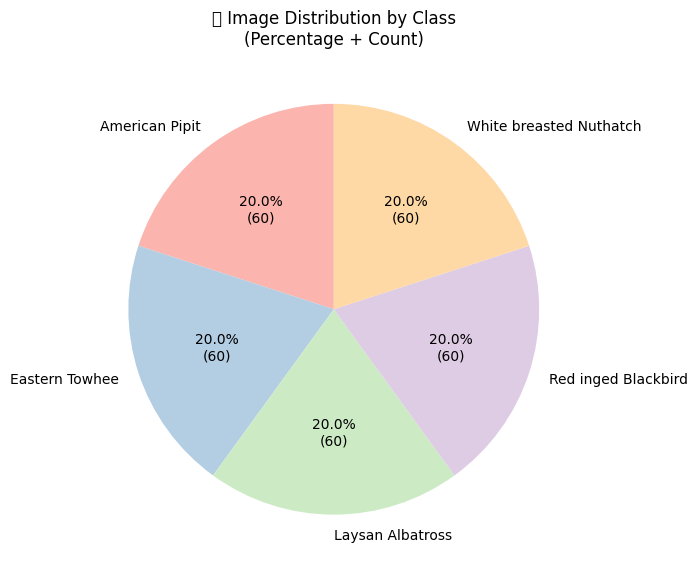 ▯ Image Distribution by Class
(Percentage + Count)
American Pipit
White breasted Nuthatch
20.0%
(60)
20.0%
(60)
20.0%
(60)
20.0%
(60)
Eastern Towhee
Red inged Blackbird
20.0%
(60)
Laysan Albatross